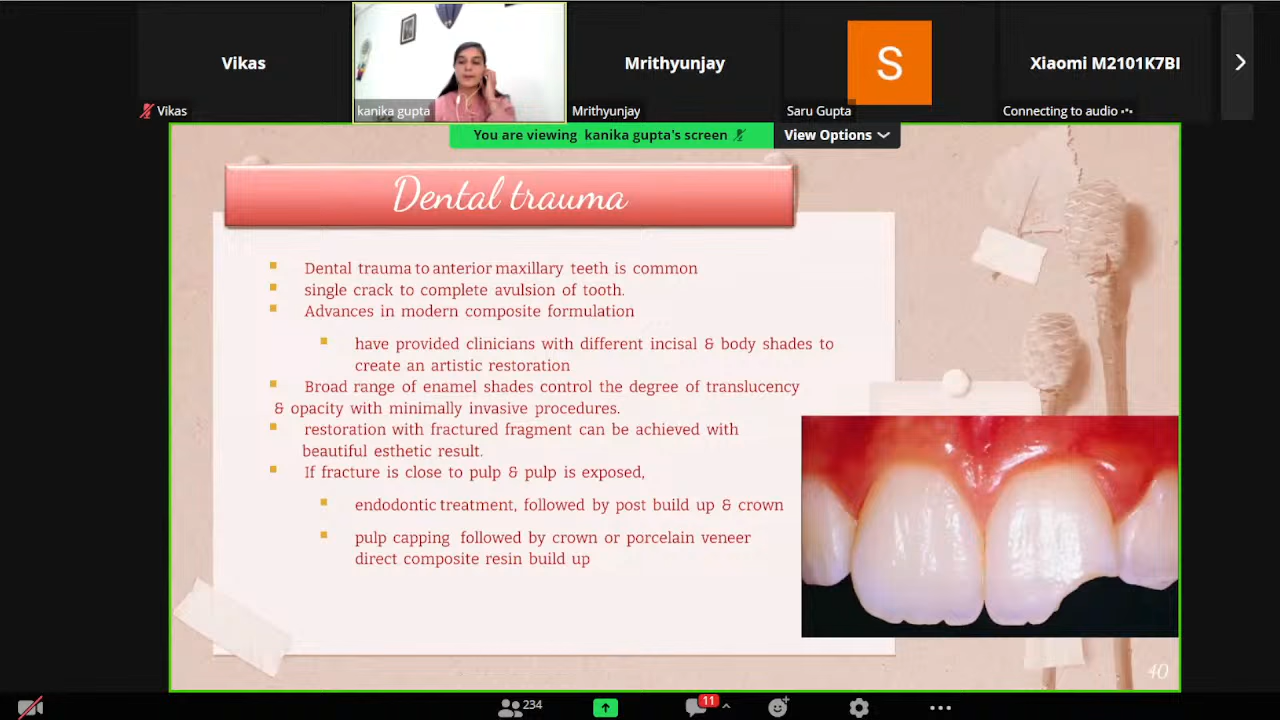 Vikas
Mrithyunjay
S
Xiaomi M2101K7BI
Vikas
kanika gupta
Mrithyunjay
Saru Gupta
Connecting to audio
You are viewing kanika gupta's screen
View Options
Dental trauma
Dental trauma to anterior maxillary teeth is common
single crack to complete avulsion of tooth.
Advances in modern composite formulation
have provided clinicians with different incisal & body shades to
create an artistic restoration
Broad range of enamel shades control the degree of translucency
& opacity with minimally invasive procedures.
restoration with fractured fragment can be achieved with
beautiful esthetic result.
If fracture is close to pulp & pulp is exposed,
endodontic treatment, followed by post build up & crown
pulp capping followed by crown or porcelain veneer
direct composite resin build up
40
234
11